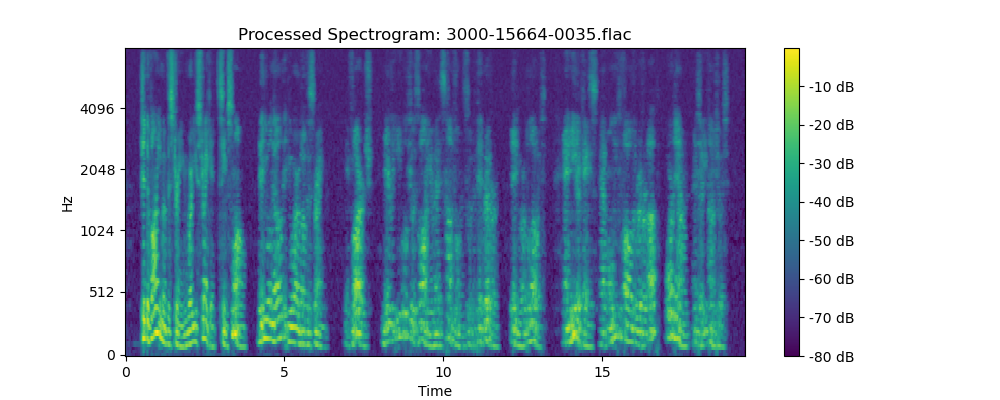 Processed Spectrogram: 3000-15664-0035.flac
Hz
4096
2048
1024
512
0
0 5 10 15
Time
-10 dB
-20 dB
-30 dB
-40 dB
-50 dB
-60 dB
-70 dB
-80 dB